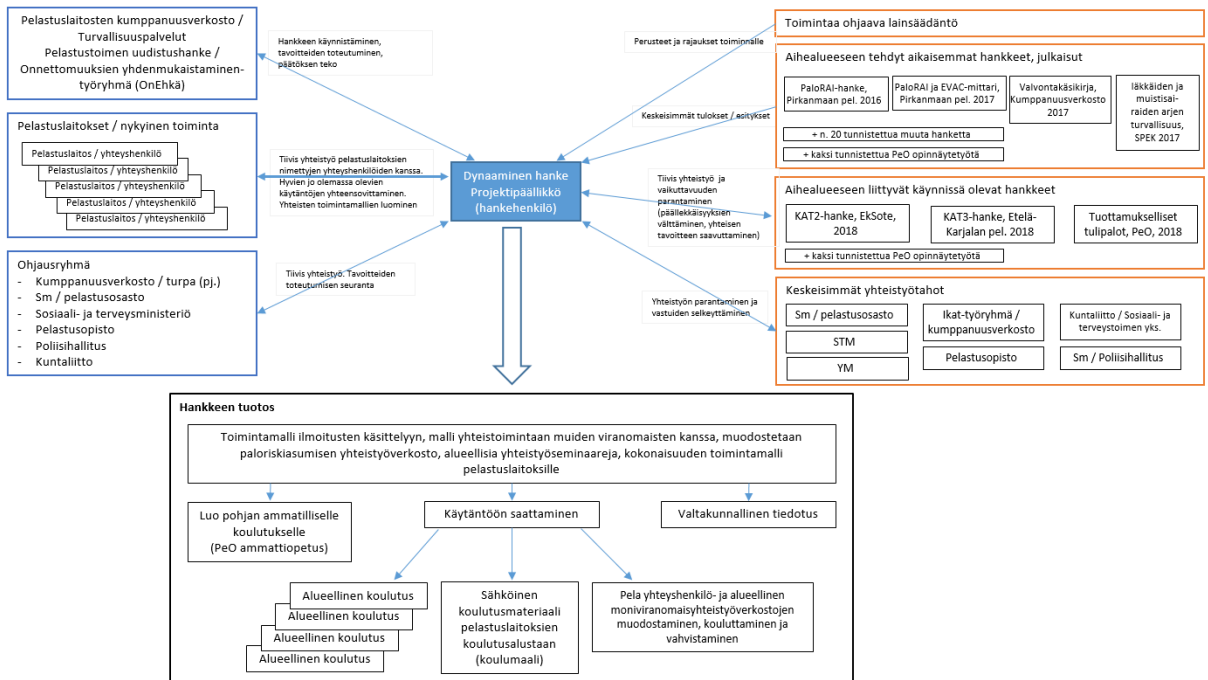 Pelastuslaitosten kumppanuusverkosto /
Turvallisuuspalvelut
Pelastustoimen uudistushanke /
Onnettomuuksien yhdenmukaistaminen-
työryhmä (OnEhkä)
Pelastuslaitokset / nykyinen toiminta
Pelastuslaitos / yhteyshenkilö
Pelastuslaitos / yhteyshenkilö
Pelastuslaitos / yhteyshenkilö
Pelastuslaitos / yhteyshenkilö
Pelastuslaitos / yhteyshenkilö
Ohjausryhmä
- Kumppanuusverkosto / turpa (pj.)
- Sm / pelastusosasto
- Sosiaali- ja terveysministeriö
- Pelastusopisto
- Poliisihallitus
- Kuntaliitto
Hankkeen käynnistäminen,
tavoitteiden toteutuminen,
päätöksen teko
Tiivis yhteistyö pelastuslaitoksien
nimettyjen yhteyshenkilöiden kanssa.
Hyvien jo olemassa olevien
käytäntöjen yhteensovittaminen.
Yhteisten toimintamallien luominen
Tiivis yhteistyö. Tavoitteiden
toteutumisen seuranta
Dynaaminen hanke
Projektipäällikkö
(hankehenkilö)
Perusteet ja rajaukset toiminnalle
Keskeisimmät tulokset / esitykset
Tiivis yhteistyö ja
vaikuttavuuden
parantaminen
(päällekkäisyyksien
välttäminen, yhteisen
tavoitteen saavuttaminen)
Yhteistyön parantaminen ja
vastuiden selkeyttäminen
Toimintaa ohjaava lainsäädäntö
Aihealueeseen tehdyt aikaisemmat hankkeet, julkaisut
PaloRAI-hanke,
Pirkanmaan pel. 2016
PaloRAI ja EVAC-mittari,
Pirkanmaan pel. 2017
Valvontakäsikirja,
Kumppanuusverkosto
2017
Iäkkäiden ja
muistisai-
raiden arjen
turvallisuus,
SPEK 2017
+ n. 20 tunnistettua muuta hanketta
+ kaksi tunnistettua PeO opinnäytetyötä
Aihealueeseen liittyvät käynnissä olevat hankkeet
KAT2-hanke, EkSote,
2018
KAT3-hanke, Etelä-
Karjalan pel. 2018
Tuottamukselliset
tulipalot, PeO, 2018
+ kaksi tunnistettua PeO opinnäytetyötä
Keskeisimmät yhteistyötahot
Sm / pelastusosasto
STM
YM
Ikat-työryhmä /
kumppanuusverkosto
Pelastusopisto
Kuntaliitto / Sosiaali- ja
terveystoimen yks.
Sm / Poliisihallitus
Hankkeen tuotos
Toimintamalli ilmoitusten käsittelyyn, malli yhteistoimintaan muiden viranomaisten kanssa, muodostetaan
paloriskiasumisen yhteistyöverkosto, alueellisia yhteistyöseminaareja, kokonaisuuden toimintamalli
pelastuslaitoksille
Luo pohjan ammatilliselle
koulutukselle
(PeO ammattiopetus)
Käytäntöön saattaminen
Valtakunnallinen tiedotus
Alueellinen koulutus
Alueellinen koulutus
Alueellinen koulutus
Alueellinen koulutus
Sähköinen
koulutusmateriaali
pelastuslaitoksien
koulutusalustaan
(koulumaali)
Pela yhteyshenkilö- ja alueellinen
moniviranomaisyhteistyöverkostojen
muodostaminen, kouluttaminen ja
vahvistaminen